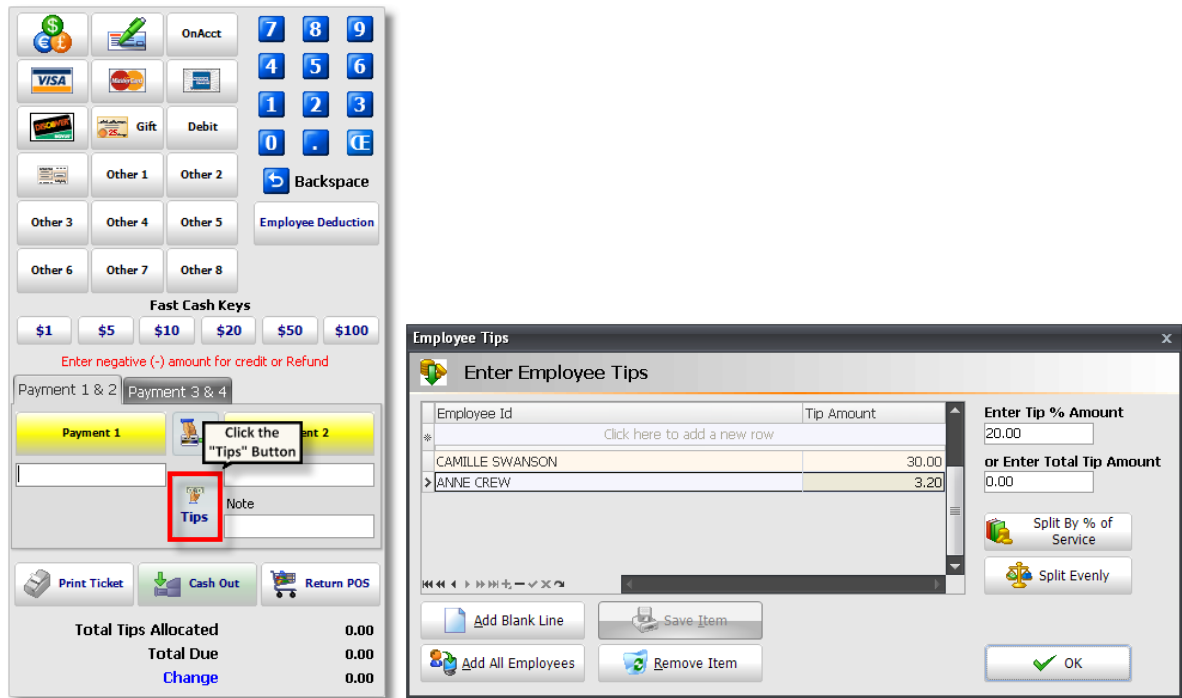 OnAcct
7 8 9
VISA
MasterCard
4 5 6
DISCOVER
25 Gift
Debit
1 2 3
0 . Œ
Other 1
Other 2
Backspace
Other 3
Other 4
Other 5
Employee Deduction
Other 6
Other 7
Other 8
Fast Cash Keys
$1 $5 $10 $20 $50 $100
Enter negative (-) amount for credit or Refund
Payment 1 & 2
Payment 3 & 4
Payment 1
Click the
"Tips" Button
ent 2
Tips
Note
Print Ticket
Cash Out
Return POS
Total Tips Allocated 0.00
Total Due 0.00
Change 0.00
Employee Tips x
Enter Employee Tips
Employee Id Tip Amount
Click here to add a new row
CAMILLE SWANSON 30.00
ANNE CREW 3.20
Enter Tip % Amount
20.00
or Enter Total Tip Amount
0.00
Split By % of
Service
Split Evenly
Add Blank Line
Save Item
Add All Employees
Remove Item
OK